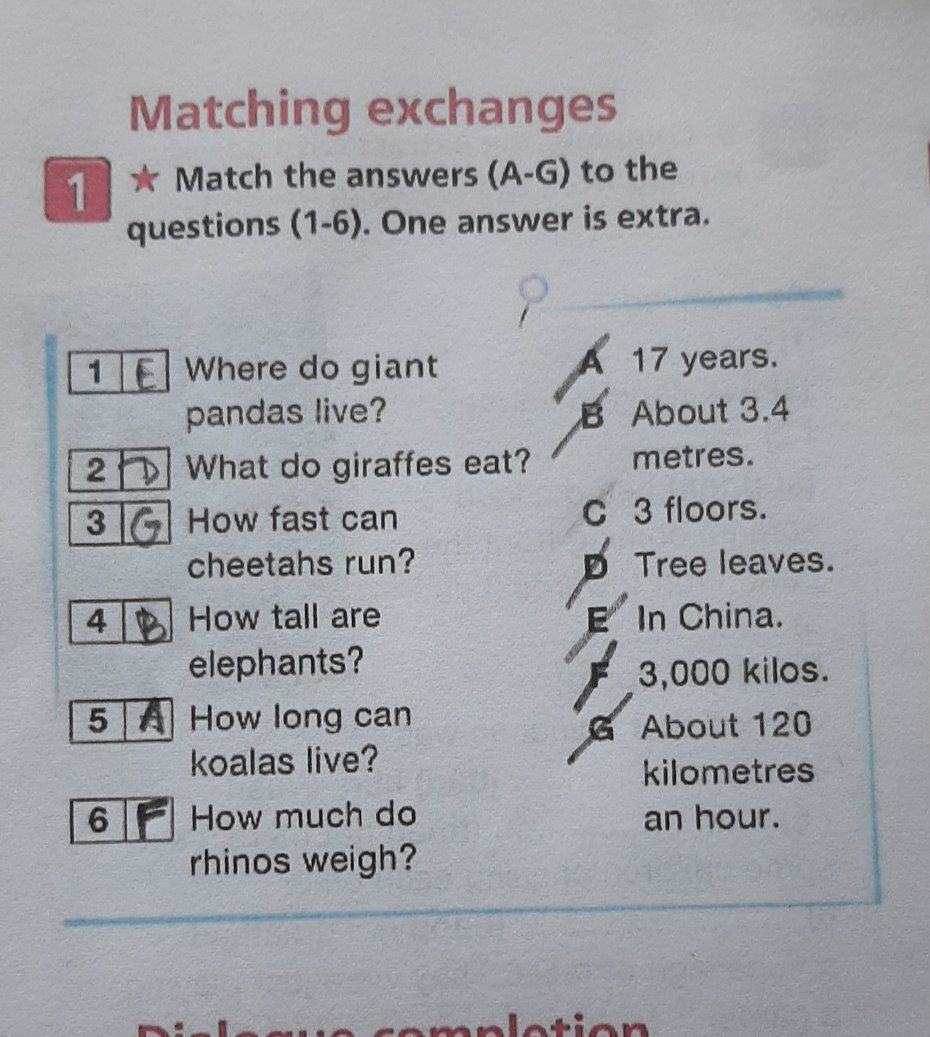 Matching exchanges
1 ★ Match the answers (A-G) to the
questions (1-6). One answer is extra.
1 E Where do giant
pandas live?
2 D What do giraffes eat?
3 G How fast can
cheetahs run?
4 B How tall are
elephants?
5 A How long can
koalas live?
6 F How much do
rhinos weigh?
A 17 years.
B About 3.4
metres.
C 3 floors.
D Tree leaves.
E In China.
F 3,000 kilos.
G About 120
kilometres
an hour.
Dialogue completion